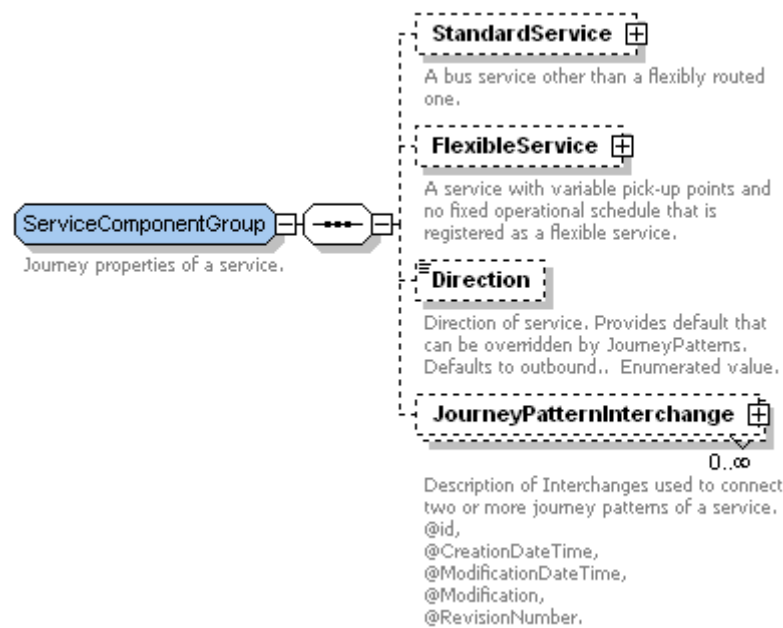 StandardService
A bus service other than a flexibly routed
one.
FlexibleService
A service with variable pick-up points and
no fixed operational schedule that is
registered as a flexible service.
ServiceComponentGroup
Journey properties of a service.
Direction
Direction of service. Provides default that
can be overridden by JourneyPatterns.
Defaults to outbound.. Enumerated value.
JourneyPatternInterchange
0..∞
Description of Interchanges used to connect
two or more journey patterns of a service.
@id,
@CreationDateTime,
@ModificationDateTime,
@Modification,
@RevisionNumber.